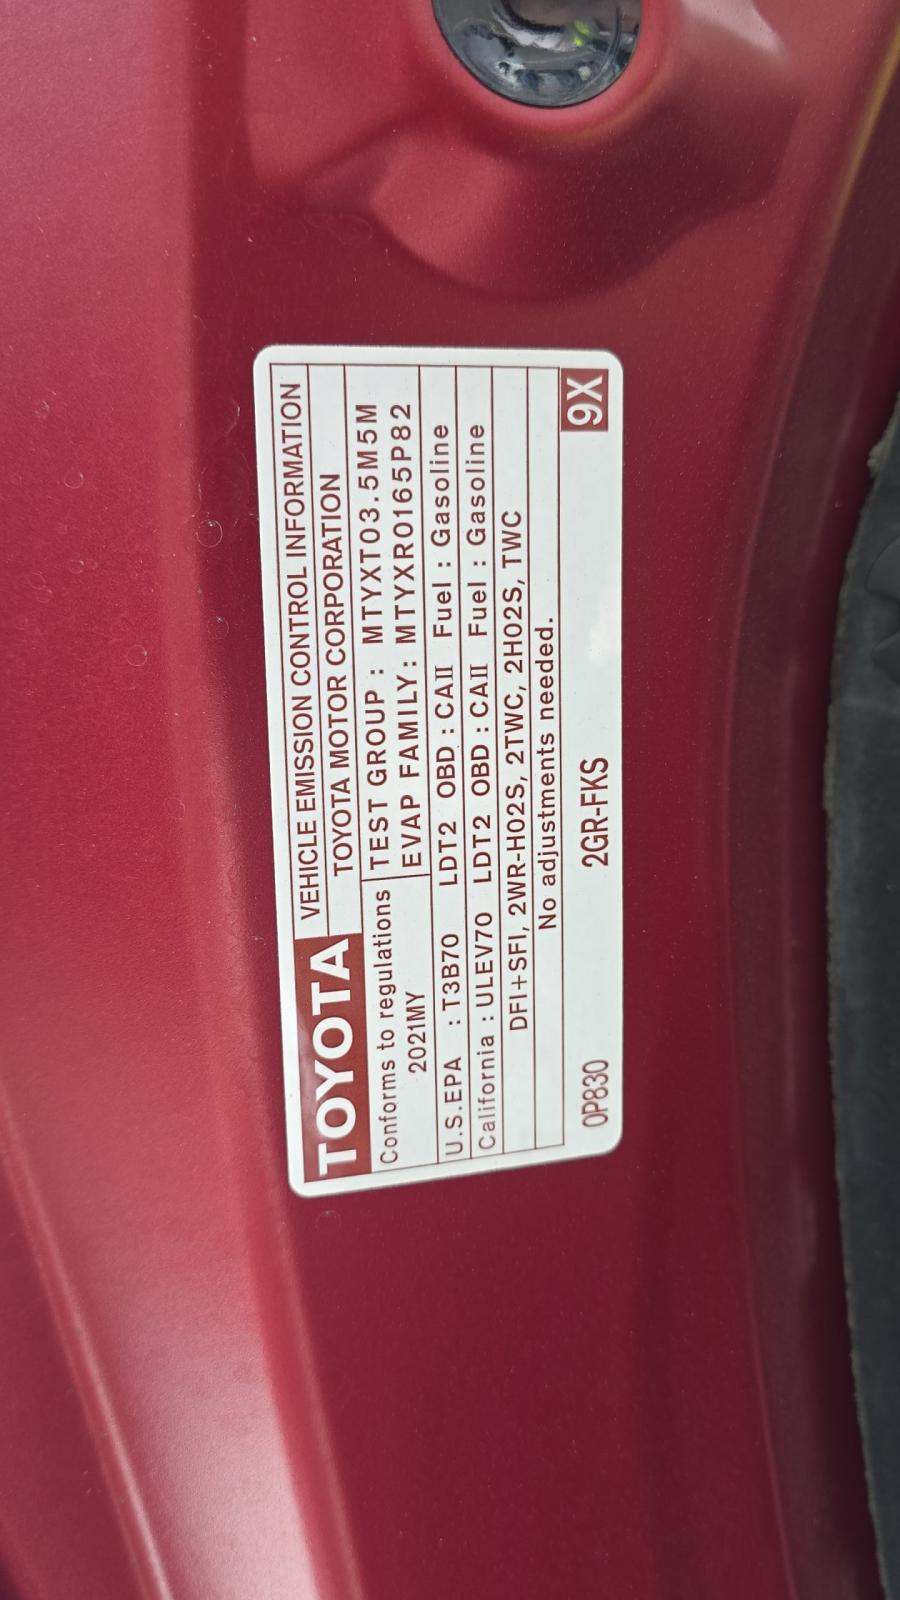 TOYOTA VEHICLE EMISSION CONTROL INFORMATION
TOYOTA MOTOR CORPORATION
Conforms to regulations TEST GROUP : MTYXT03.5M5M
2021MY EVAP FAMILY: MTYXR0165P82
U.S.EPA : T3B70 LDT2 OBD : CAII Fuel : Gasoline
California : ULEV70 LDT2 OBD : CAII Fuel : Gasoline
DFI+SFI, 2WR-HO2S, 2TWC, 2HO2S, TWC
No adjustments needed.
0P830 2GR-FKS 9X